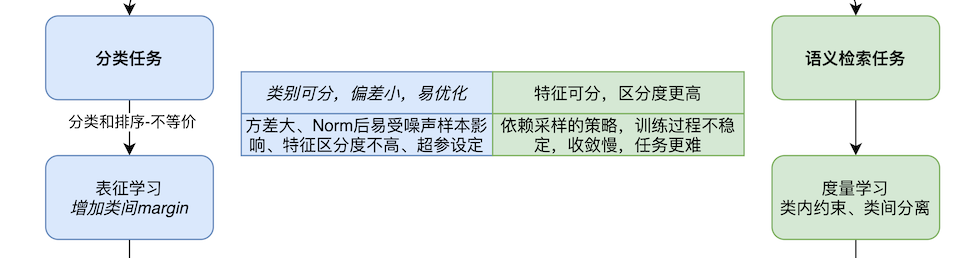 分类任务
语义检索任务
类别可分，偏差小，易优化
特征可分，区分度更高
分类和排序-不等价
方差大、Norm后易受噪声样本影
响、特征区分度不高、超参设定
依赖采样的策略，训练过程不稳
定，收敛慢，任务更难
表征学习
增加类间margin
度量学习
类内约束、类间分离